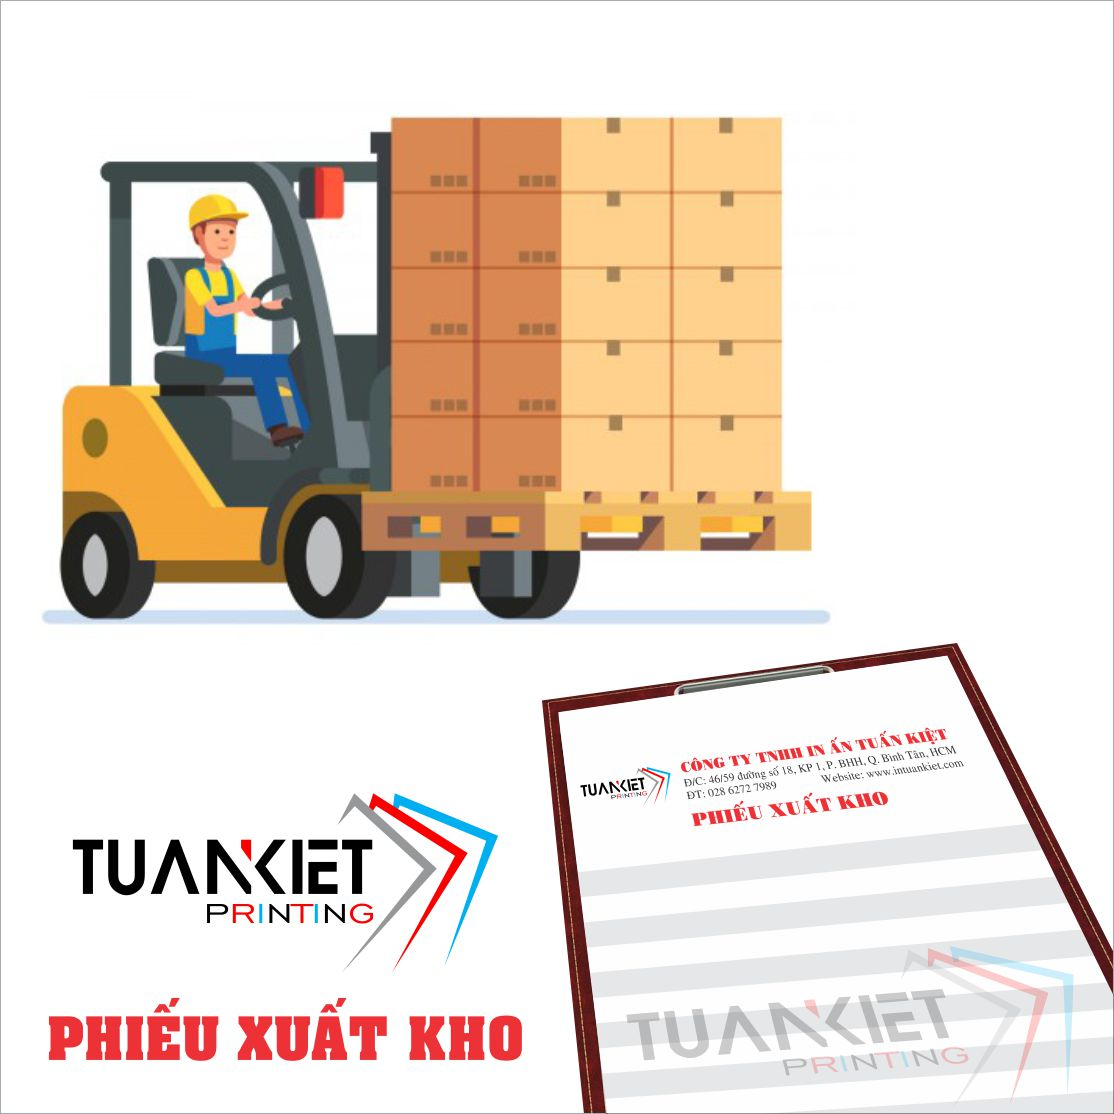 CÔNG TY TNHH IN ẤN TUẤN KIỆT
Đ/C: 46/59 đường số 18, KP 1, P. BHH, Q. Bình Tân, HCM
ĐT: 028 6272 7989 Website: www.intuankiet.com
TUANKIET
PRINTING
PHIẾU XUẤT KHO
TUANKIET
PRINTING
PHIẾU XUẤT KHO
TUANKIET
PRINTING